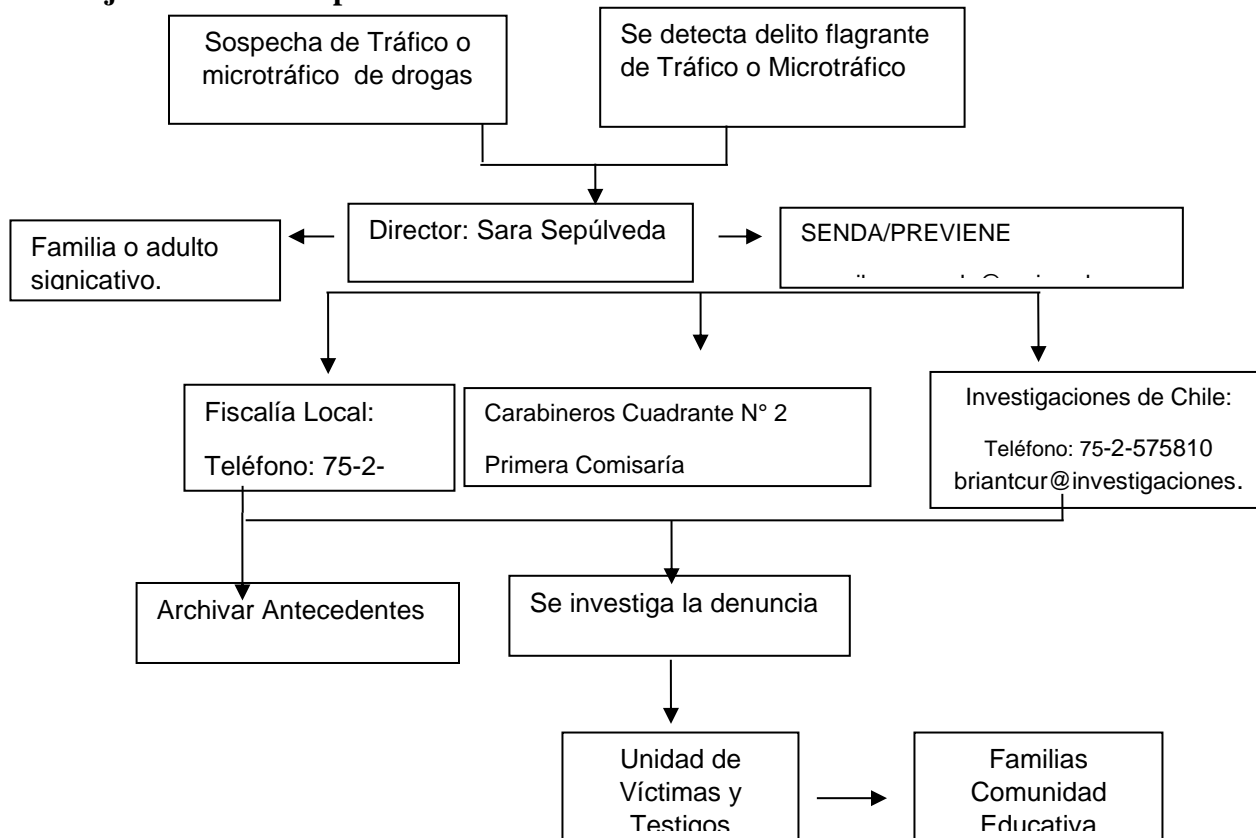 Sospecha de Tráfico o
microtráfico de drogas
Se detecta delito flagrante
de Tráfico o Microtráfico
Familia o adulto
signicativo.
Director: Sara Sepúlveda
SENDA/PREVIENE
Fiscalía Local:
Teléfono: 75-2-
Carabineros Cuadrante N° 2
Primera Comisaría
Investigaciones de Chile:
Teléfono: 75-2-575810
briantcur@investigaciones.
Archivar Antecedentes
Se investiga la denuncia
Unidad de
Víctimas y
Testigos
Familias
Comunidad
Educativa